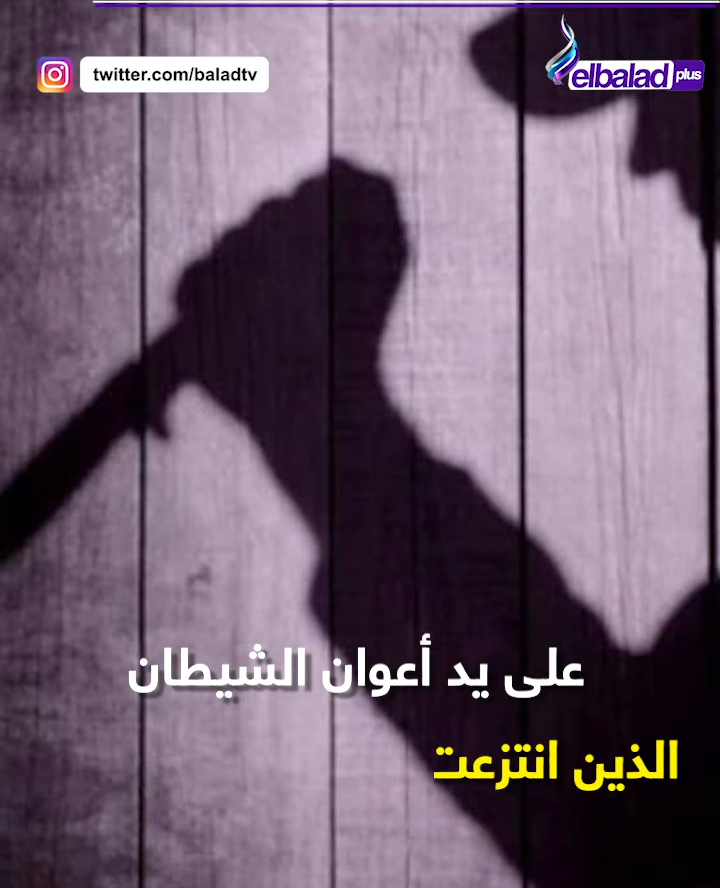 twitter.com/baladtv
elbalad plus
على يد أعوان الشيطان
الذين انتزعت